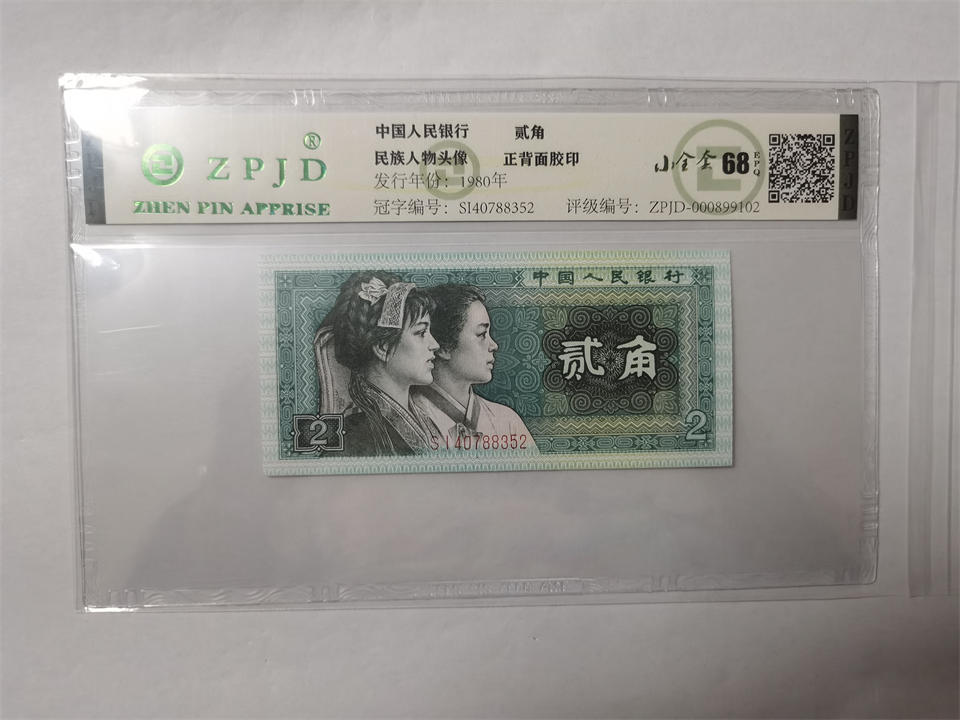 ZPJD®
ZHEN PIN APPRISE
中国人民银行 贰角
民族人物头像 正背面胶印
发行年份：1980年
冠字编号：SI40788352 评级编号：ZPJD-000899102
小全套 68 EPQ
ZPJD
中国人民银行
贰角
2
SI40788352
2